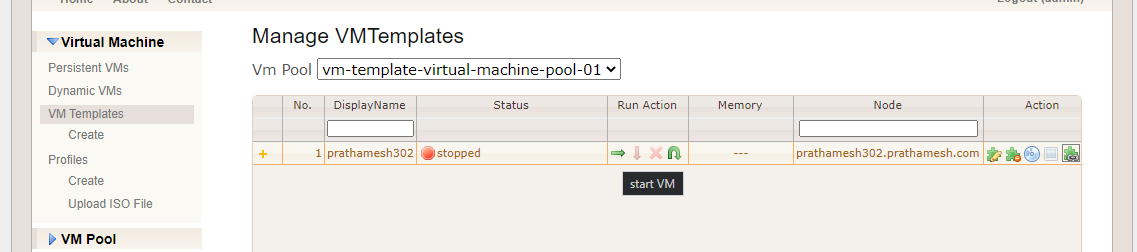 Home About Contact Logout (admin)
Virtual Machine
Persistent VMs
Dynamic VMs
VM Templates
Create
Profiles
Create
Upload ISO File
VM Pool
Manage VMTemplates
Vm Pool vm-template-virtual-machine-pool-01
No. DisplayName Status Run Action Memory Node Action
1 prathamesh302 stopped --- prathamesh302.prathamesh.com
start VM